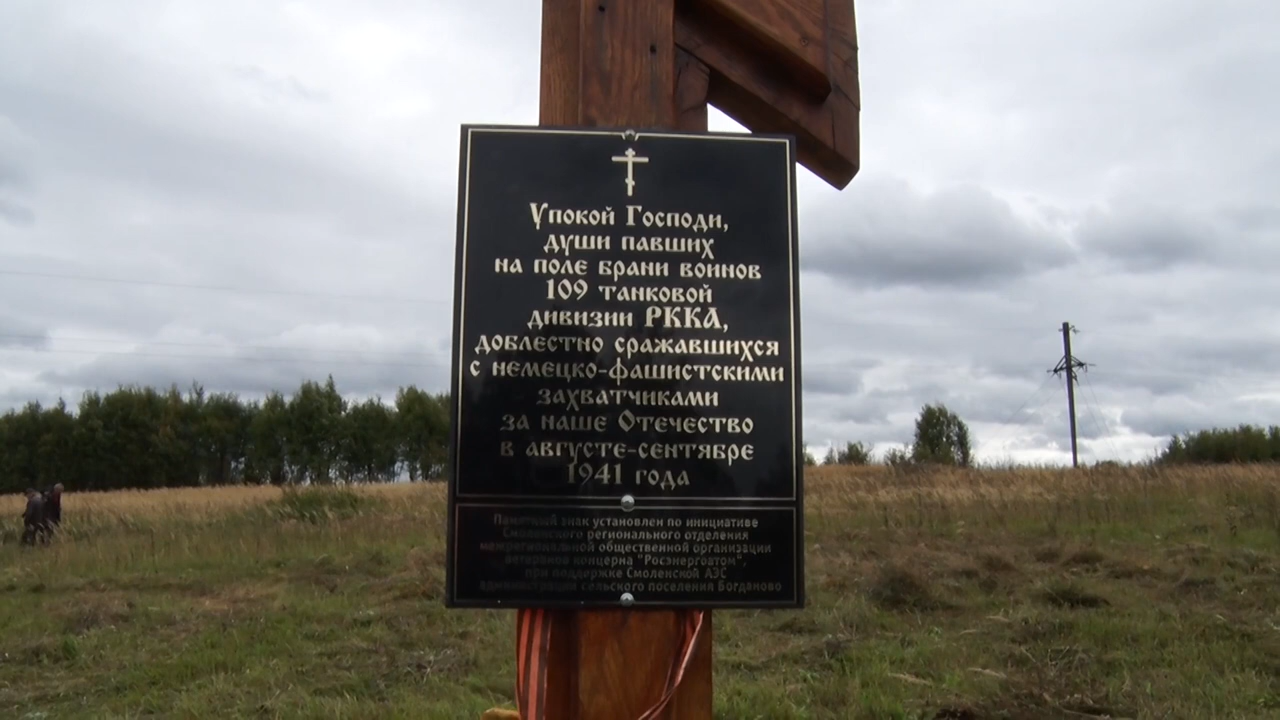 Упокой Господи,
души павших
на поле брани воинов
109 танковой
дивизии РККА,
доблестно сражавшихся
с немецко-фашистскими
захватчиками
за наше Отечество
в августе-сентябре
1941 года
Памятный знак установлен по инициативе
Смоленского регионального отделения
межрегиональной общественной организации
ветеранов концерна "Росэнергоатом",
при поддержке Смоленской АЭС
администрации сельского поселения Богданово